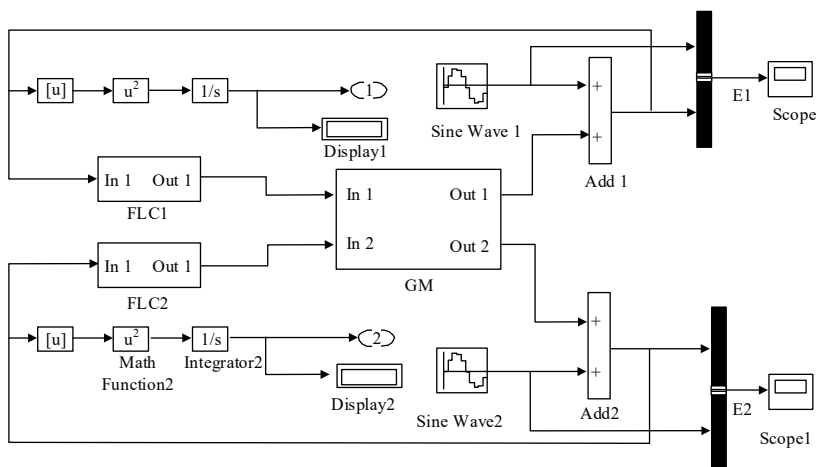 [u]
u²
1/s
1
Display1
Sine Wave 1
+
+
Add 1
E1
Scope
In 1 Out 1
FLC1
In 1 Out 1
In 2 Out 2
GM
In 1 Out 1
FLC2
[u]
u²
1/s
2
Math
Function2
Integrator2
Display2
Sine Wave2
+
+
Add2
E2
Scope1